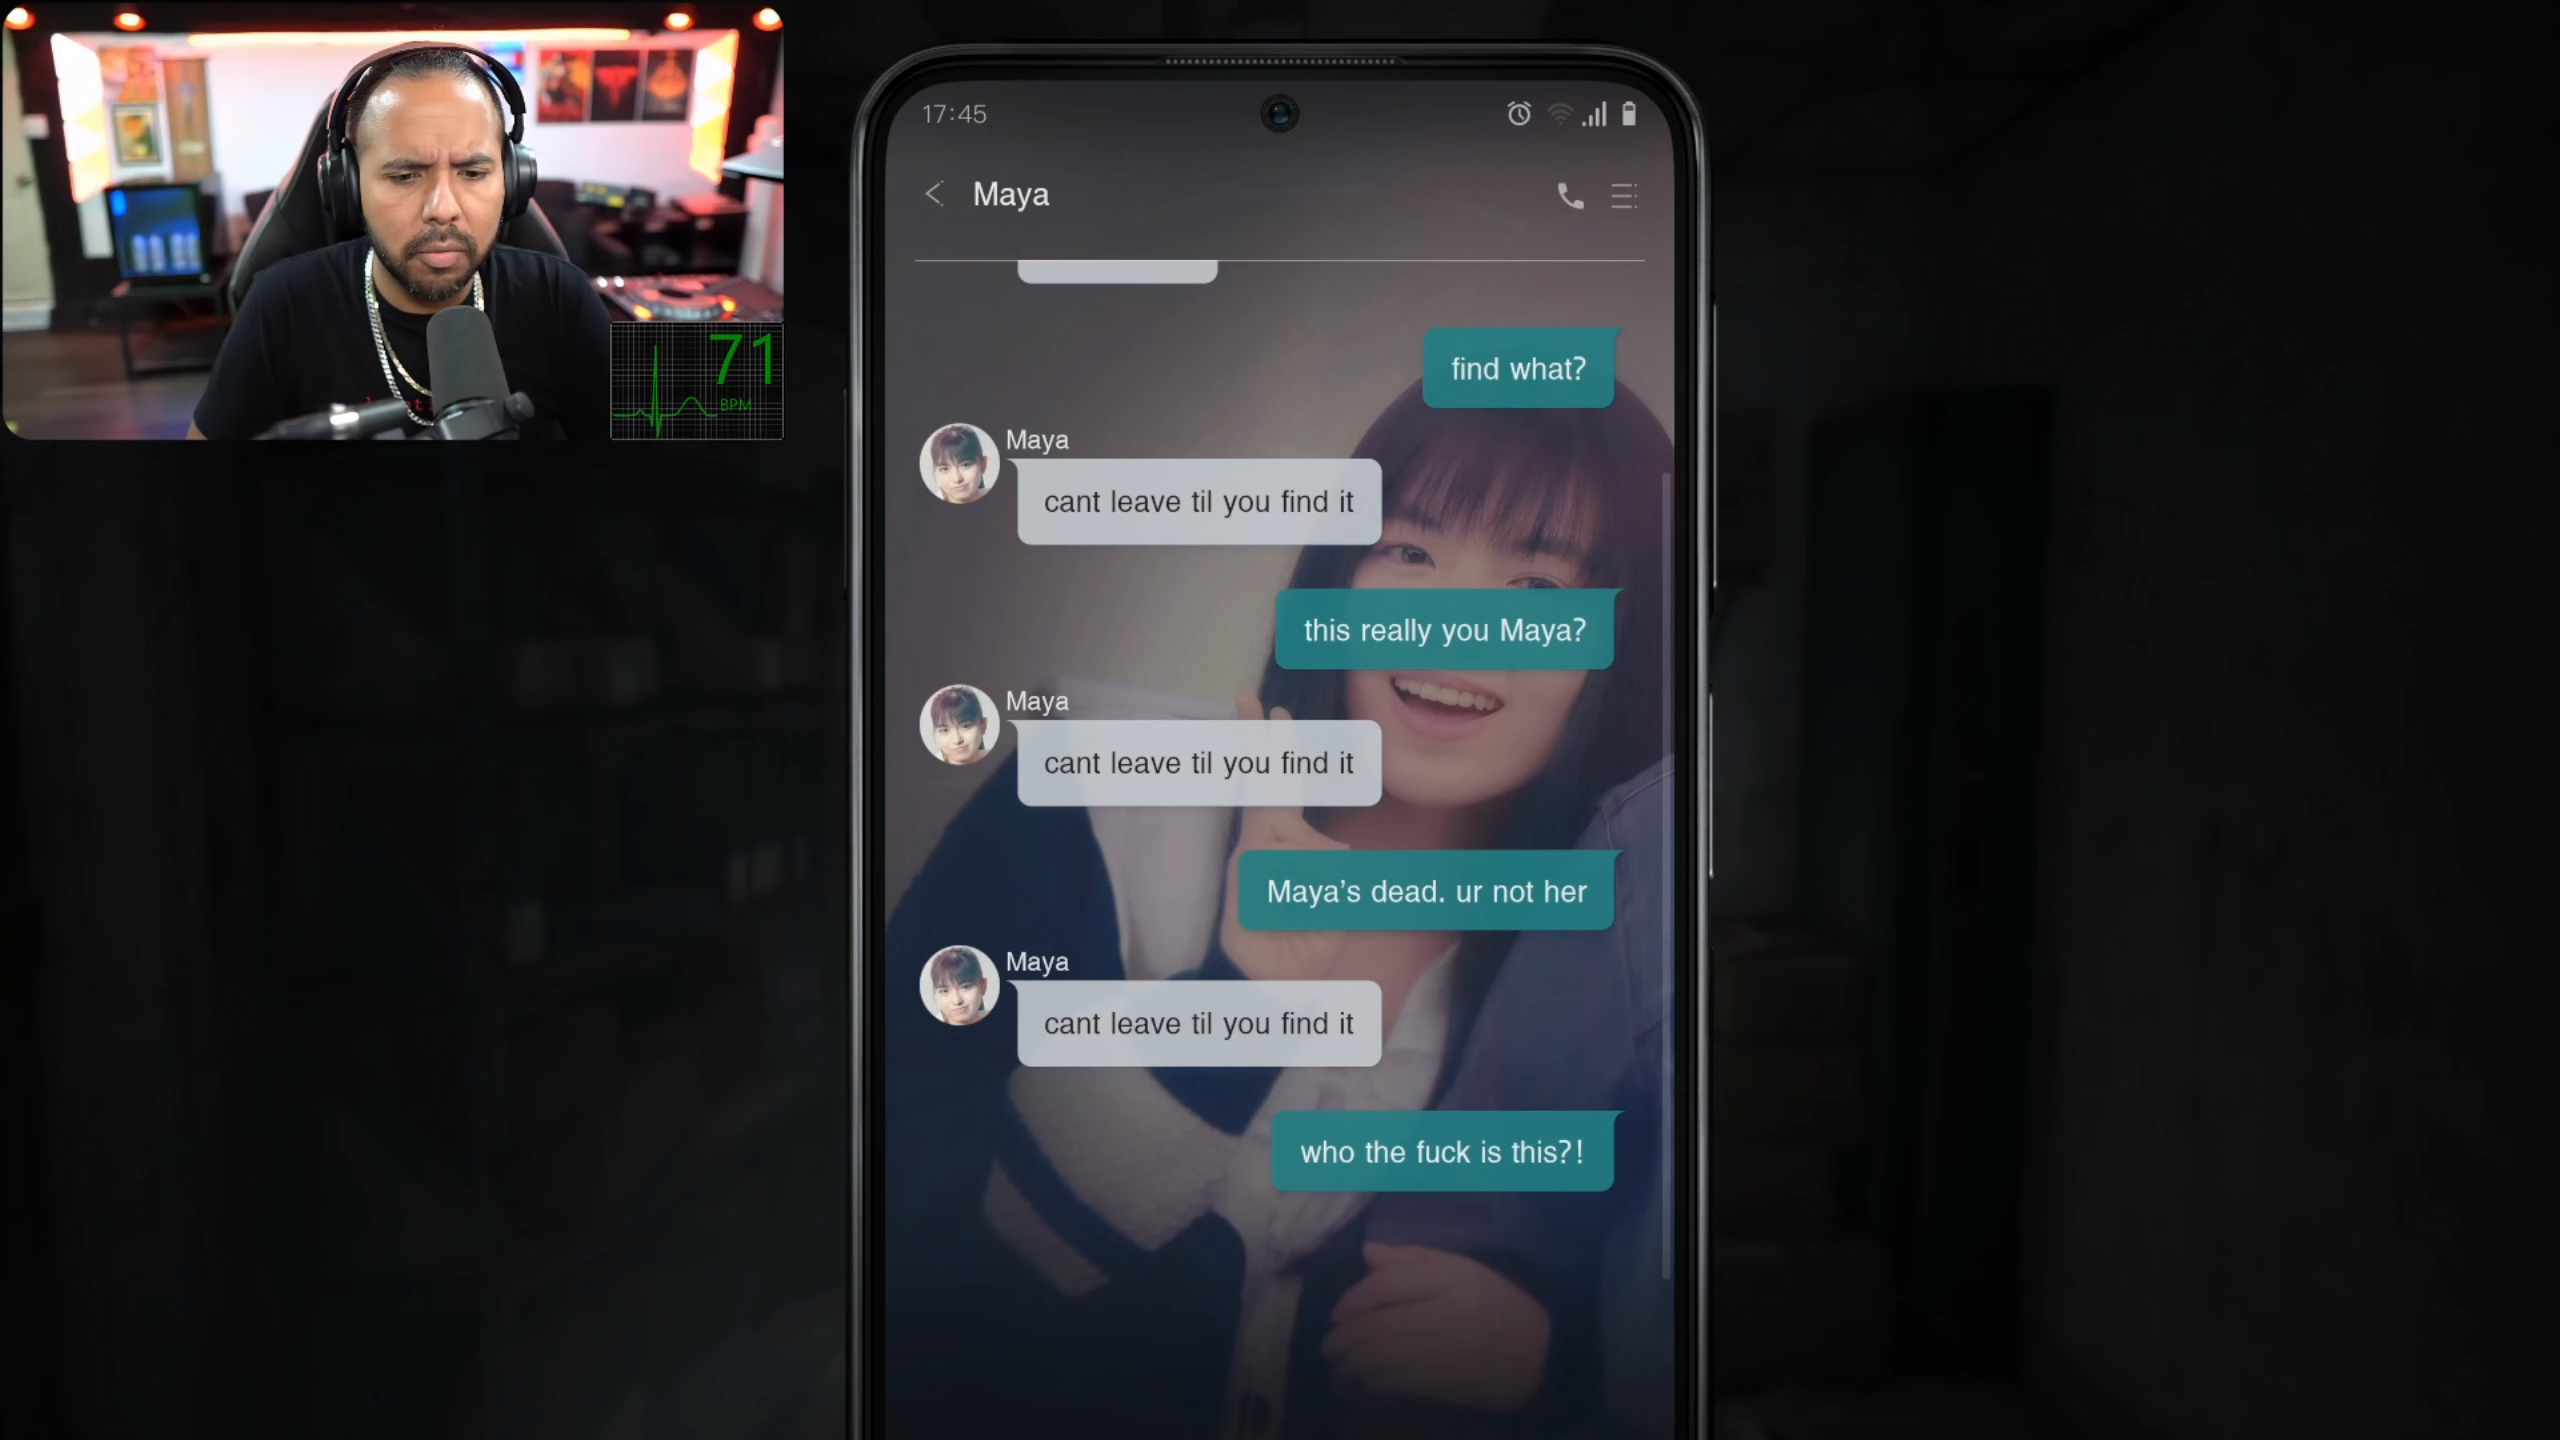 71
BPM
17:45
Maya
find what?
Maya
cant leave til you find it
this really you Maya?
Maya
cant leave til you find it
Maya's dead. ur not her
Maya
cant leave til you find it
who the fuck is this?!